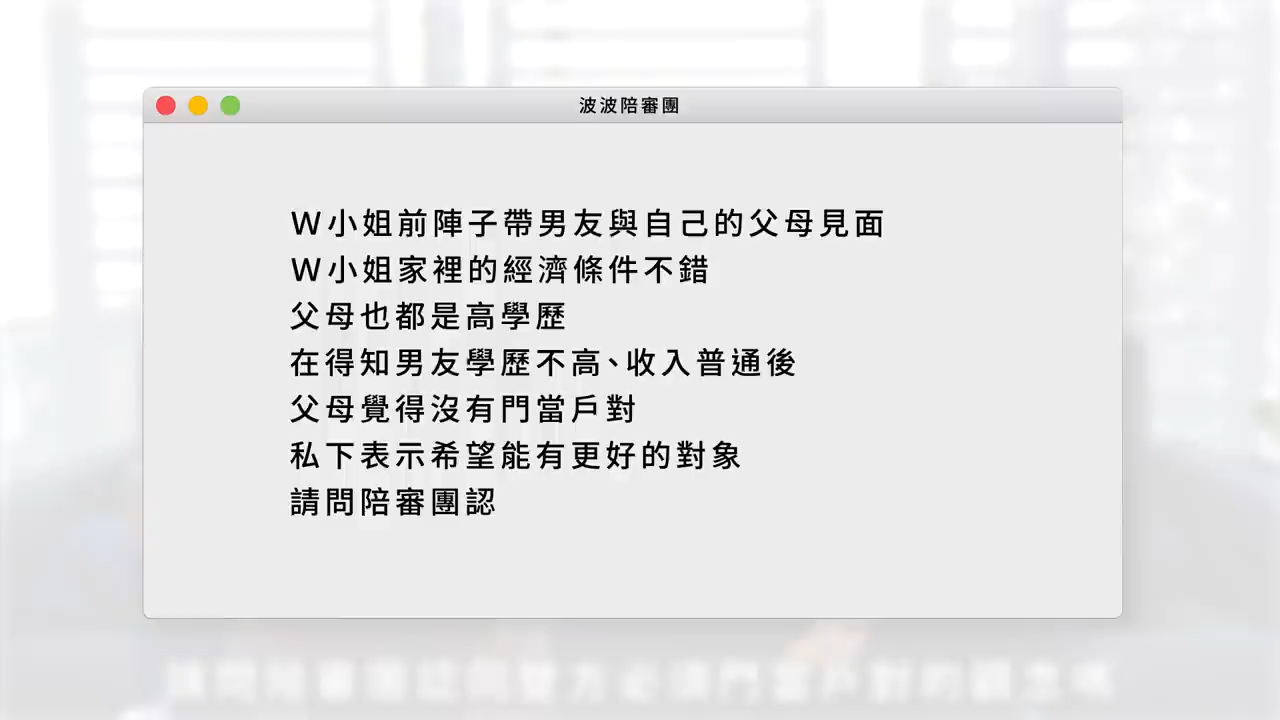 波波陪審團
W小姐前陣子帶男友與自己的父母見面
W小姐家裡的經濟條件不錯
父母也都是高學歷
在得知男友學歷不高、收入普通後
父母覺得沒有門當戶對
私下表示希望能有更好的對象
請問陪審團認